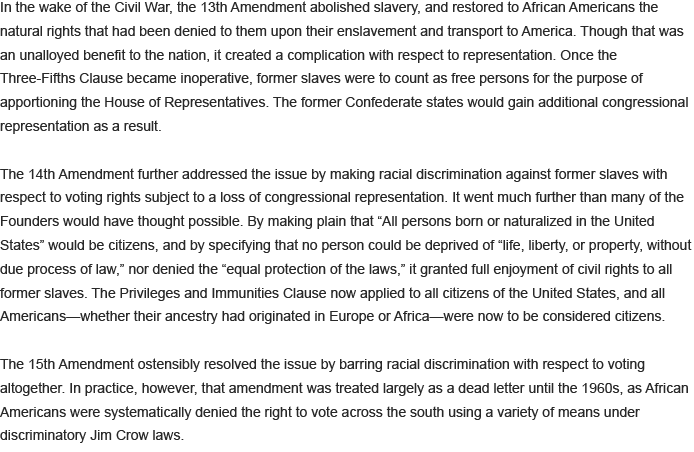 In the wake of the Civil War, the 13th Amendment abolished slavery, and restored to African Americans the
natural rights that had been denied to them upon their enslavement and transport to America. Though that was
an unalloyed benefit to the nation, it created a complication with respect to representation. Once the
Three-Fifths Clause became inoperative, former slaves were to count as free persons for the purpose of
apportioning the House of Representatives. The former Confederate states would gain additional congressional
representation as a result.

The 14th Amendment further addressed the issue by making racial discrimination against former slaves with
respect to voting rights subject to a loss of congressional representation. It went much further than many of the
Founders would have thought possible. By making plain that “All persons born or naturalized in the United
States” would be citizens, and by specifying that no person could be deprived of “life, liberty, or property, without
due process of law,” nor denied the “equal protection of the laws,” it granted full enjoyment of civil rights to all
former slaves. The Privileges and Immunities Clause now applied to all citizens of the United States, and all
Americans—whether their ancestry had originated in Europe or Africa—were now to be considered citizens.

The 15th Amendment ostensibly resolved the issue by barring racial discrimination with respect to voting
altogether. In practice, however, that amendment was treated largely as a dead letter until the 1960s, as African
Americans were systematically denied the right to vote across the south using a variety of means under
discriminatory Jim Crow laws.